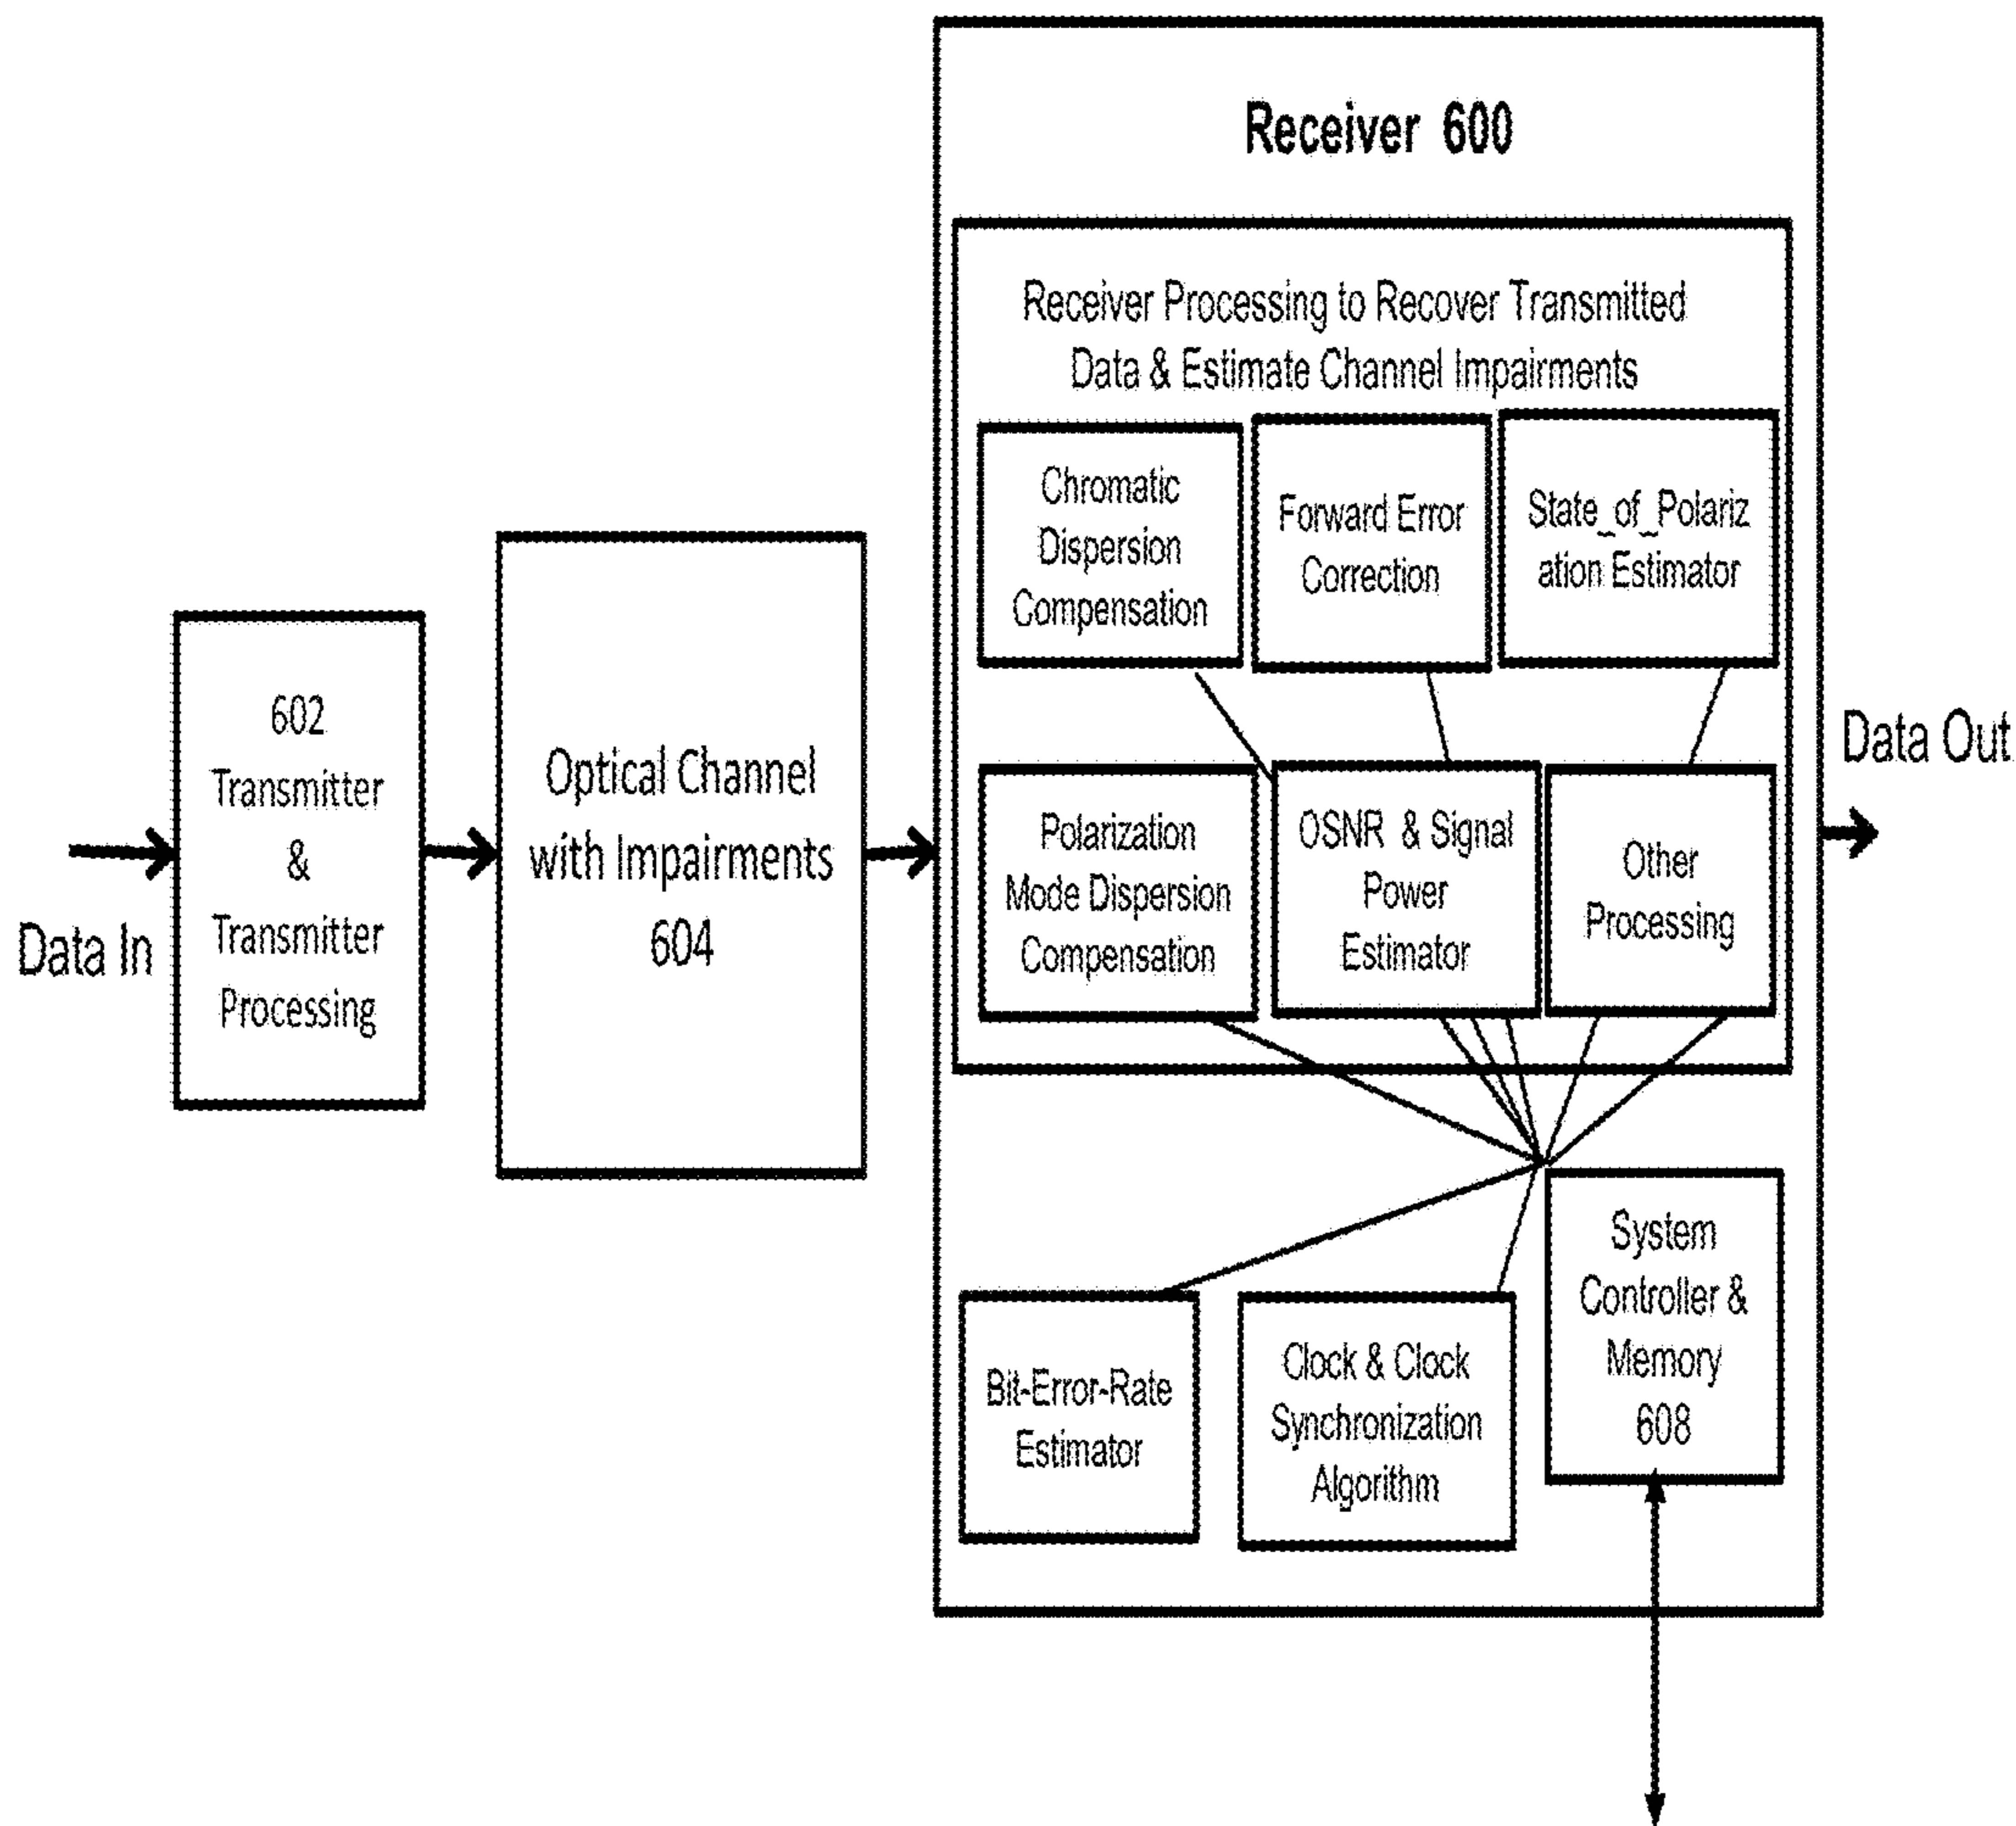 Receiver 600
Receiver Processing to Recover Transmitted
Data & Estimate Channel Impairments
Chromatic
Dispersion
Compensation
Forward Error
Correction
State_of_Polariz
ation Estimator
Polarization
Mode Dispersion
Compensation
OSNR & Signal
Power
Estimator
Other
Processing
Data In
602
Transmitter
&
Transmitter
Processing
Optical Channel
with Impairments
604
Data Out
Bit-Error-Rate
Estimator
Clock & Clock
Synchronization
Algorithm
System
Controller &
Memory
608